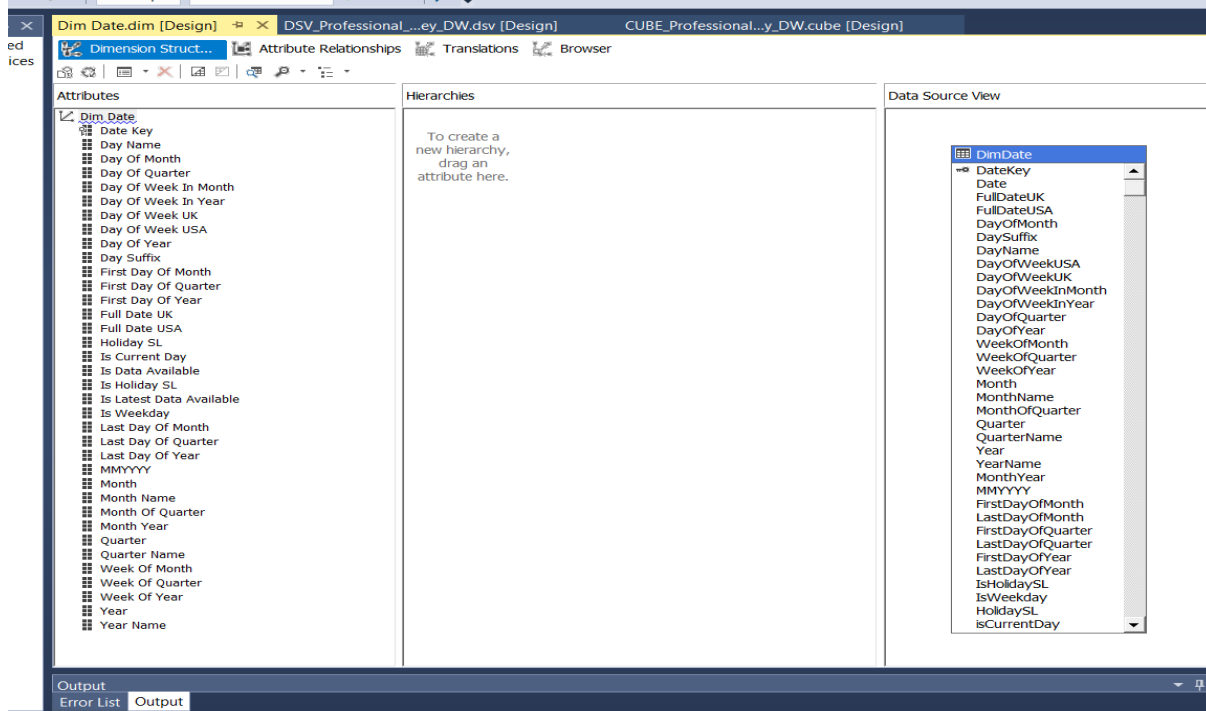 Dim Date.dim [Design]
DSV_Professional_...ey_DW.dsv [Design]
CUBE_Professional...y_DW.cube [Design]
ed
ices
Dimension Struct...
Attribute Relationships
Translations
Browser
Attributes
Dim Date
Date Key
Day Name
Day Of Month
Day Of Quarter
Day Of Week In Month
Day Of Week In Year
Day Of Week UK
Day Of Week USA
Day Of Year
Day Suffix
First Day Of Month
First Day Of Quarter
First Day Of Year
Full Date UK
Full Date USA
Holiday SL
Is Current Day
Is Data Available
Is Holiday SL
Is Latest Data Available
Is Weekday
Last Day Of Month
Last Day Of Quarter
Last Day Of Year
MMYYYY
Month
Month Name
Month Of Quarter
Month Year
Quarter
Quarter Name
Week Of Month
Week Of Quarter
Week Of Year
Year
Year Name
Hierarchies
To create a
new hierarchy,
drag an
attribute here.
Data Source View
DimDate
DateKey
Date
FullDateUK
FullDateUSA
DayOfMonth
DaySuffix
DayName
DayOfWeekUSA
DayOfWeekUK
DayOfWeekInMonth
DayOfWeekInYear
DayOfQuarter
DayOfYear
WeekOfMonth
WeekOfQuarter
WeekOfYear
Month
MonthName
MonthOfQuarter
Quarter
QuarterName
Year
YearName
MonthYear
MMYYYY
FirstDayOfMonth
LastDayOfMonth
FirstDayOfQuarter
LastDayOfQuarter
FirstDayOfYear
LastDayOfYear
IsHolidaySL
IsWeekday
HolidaySL
isCurrentDay
Output
Error List
Output